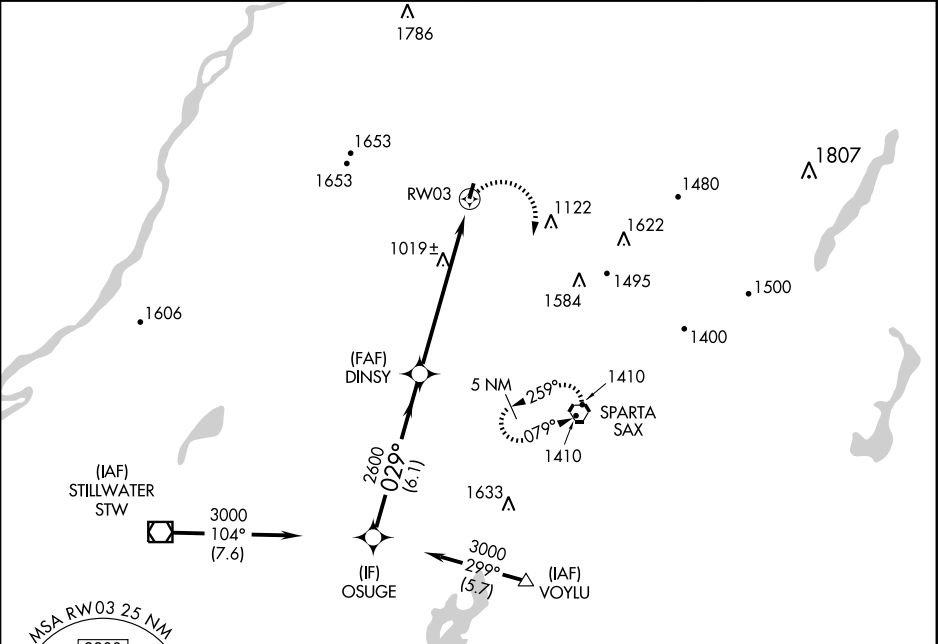 1786
1653
1653
1807
1480
RW03
1122
1622
1019±
1495
1584
1500
1606
1400
(FAF)
DINSY
5 NM
259°
1410
SPARTA
SAX
079°
1410
2600
029°
(6.1)
(IAF)
STILLWATER
STW
1633
3000
104°
(7.6)
3000
299°
(5.7)
(IF)
OSUGE
(IAF)
VOYLU
MSA RW03 25 NM